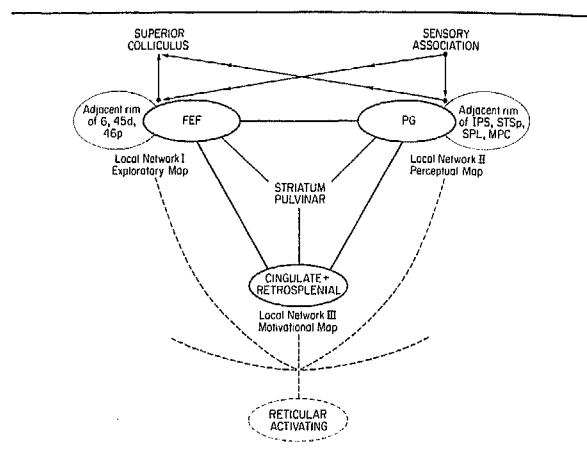 SUPERIOR
COLLICULUS
SENSORY
ASSOCIATION
Adjacent rim
of 6, 45d,
46p
FEF
PG
Adjacent rim
of IPS, STSp,
SPL, MPC
Local Network I
Exploratory Map
Local Network II
Perceptual Map
STRIATUM
PULVINAR
CINGULATE+
RETROSPLENIAL
Local Network III
Motivational Map
RETICULAR
ACTIVATING